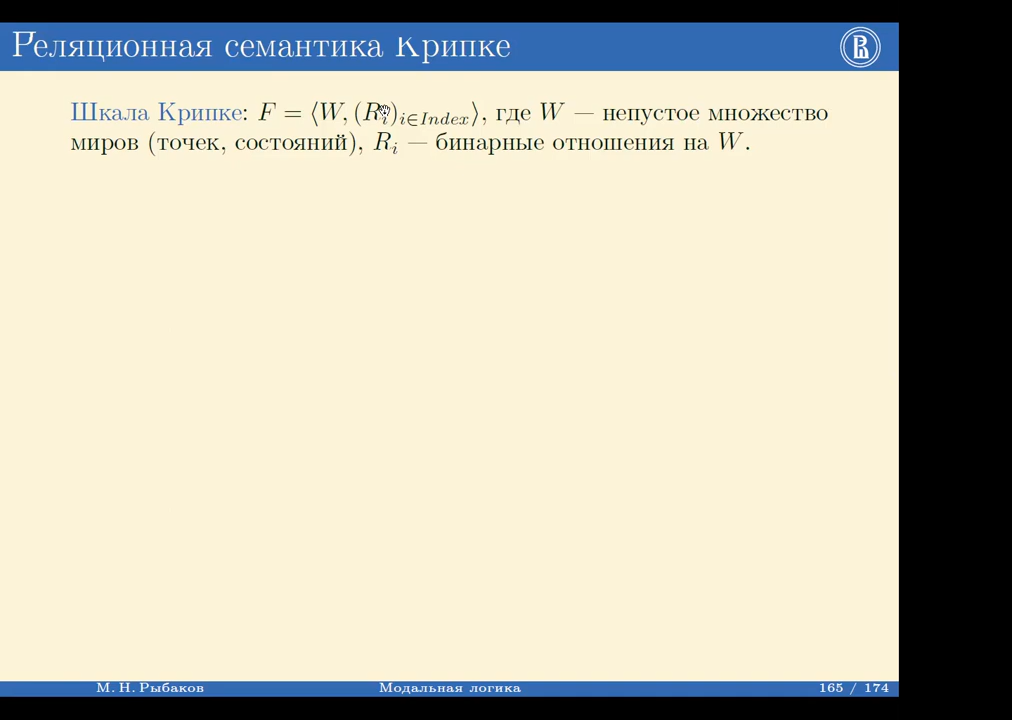 Реляционная семантика Крипке
Шкала Крипке: F = ⟨W, (R_i)_{i∈Index}⟩, где W — непустое множество
миров (точек, состояний), R_i — бинарные отношения на W.
М. Н. Рыбаков Модальная логика 165 / 174